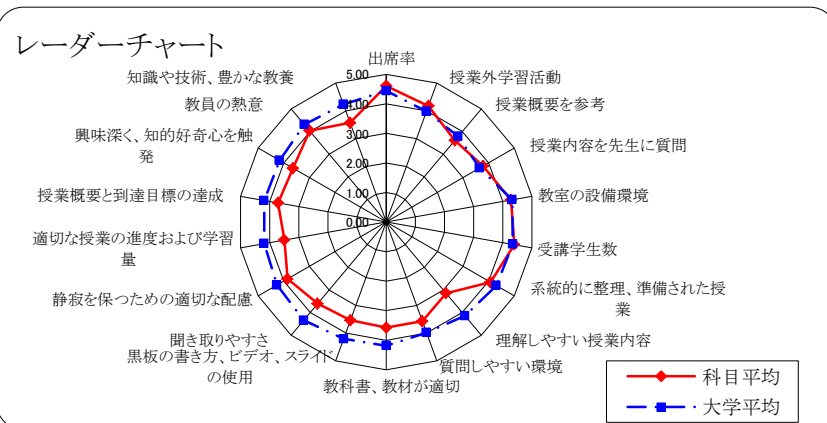 レーダーチャート
出席率
授業外学習活動
授業概要を参考
授業内容を先生に質問
教室の設備環境
受講学生数
系統的に整理、準備された授
業
理解しやすい授業内容
質問しやすい環境
教科書、教材が適切
黒板の書き方、ビデオ、スライド
の使用
聞き取りやすさ
静寂を保つための適切な配慮
適切な授業の進度および学習
量
授業概要と到達目標の達成
興味深く、知的好奇心を触
発
教員の熱意
知識や技術、豊かな教養
5.00
4.00
3.00
2.00
1.00
0.00
科目平均
大学平均